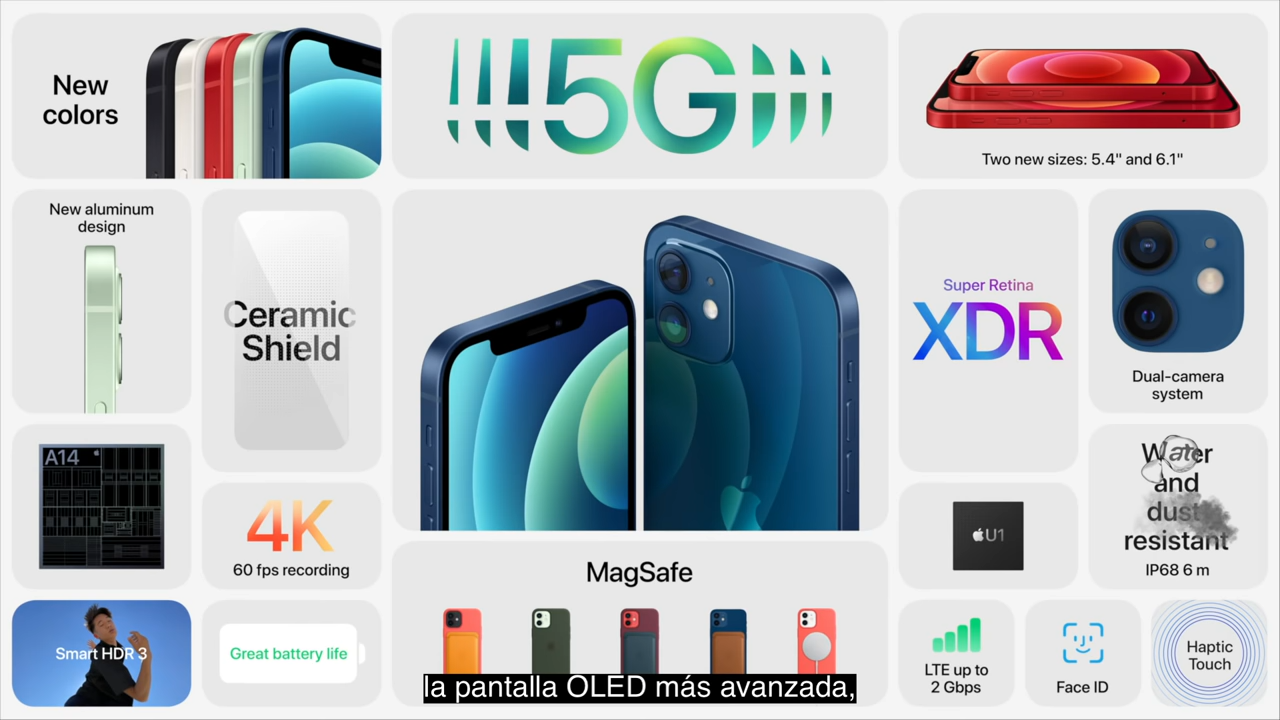 New
colors
5G
Two new sizes: 5.4" and 6.1"
New aluminum
design
Ceramic
Shield
Super Retina
XDR
Dual-camera
system
A14
4K
60 fps recording
U1
Water
and
dust
resistant
IP68 6 m
MagSafe
Smart HDR 3
Great battery life
LTE up to
2 Gbps
Face ID
Haptic
Touch
la pantalla OLED más avanzada,